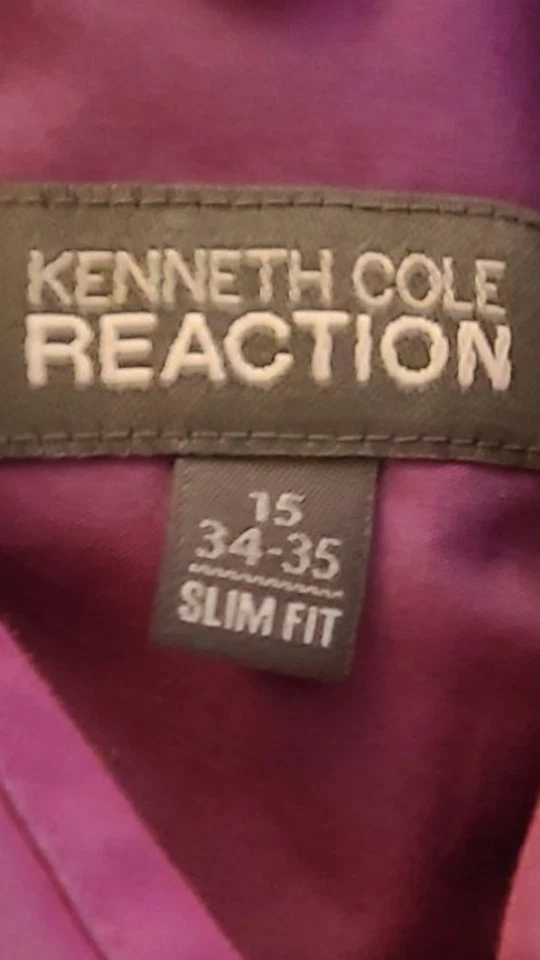 KENNETH COLE
REACTION
15
34-35
SLIM FIT